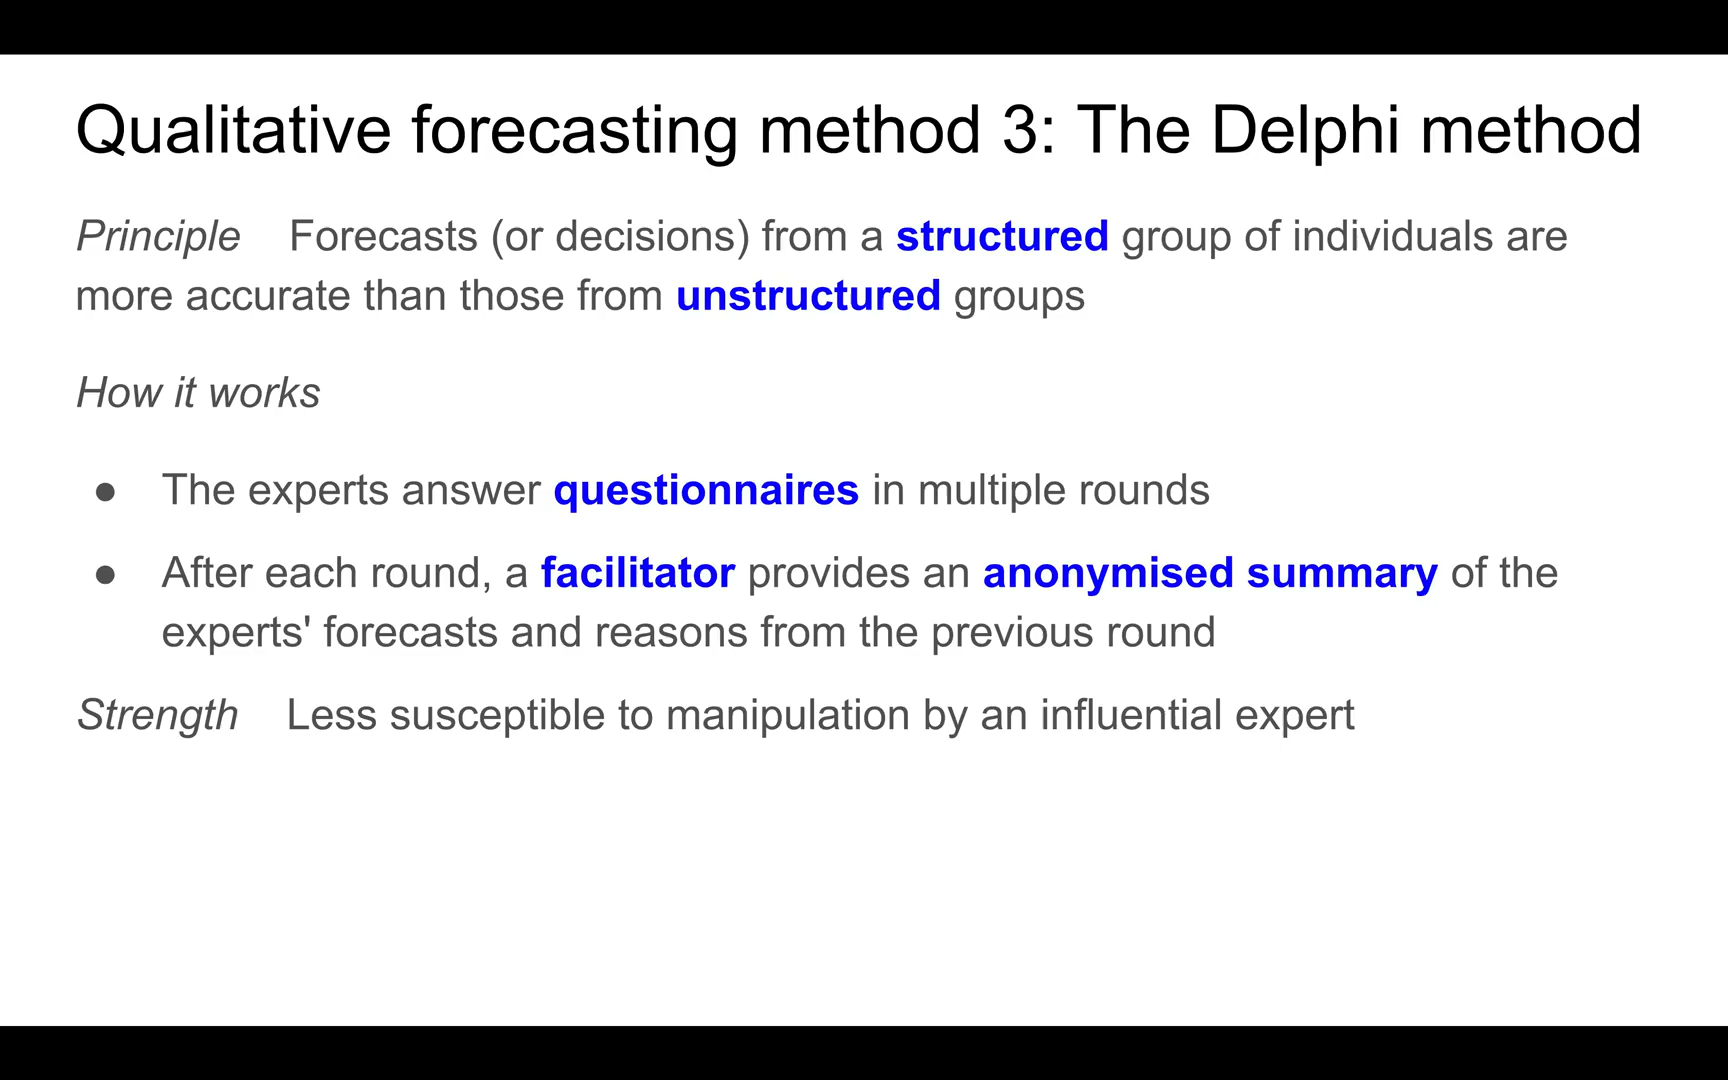 Qualitative forecasting method 3: The Delphi method
Principle Forecasts (or decisions) from a structured group of individuals are
more accurate than those from unstructured groups
How it works
● The experts answer questionnaires in multiple rounds
● After each round, a facilitator provides an anonymised summary of the
experts' forecasts and reasons from the previous round
Strength Less susceptible to manipulation by an influential expert